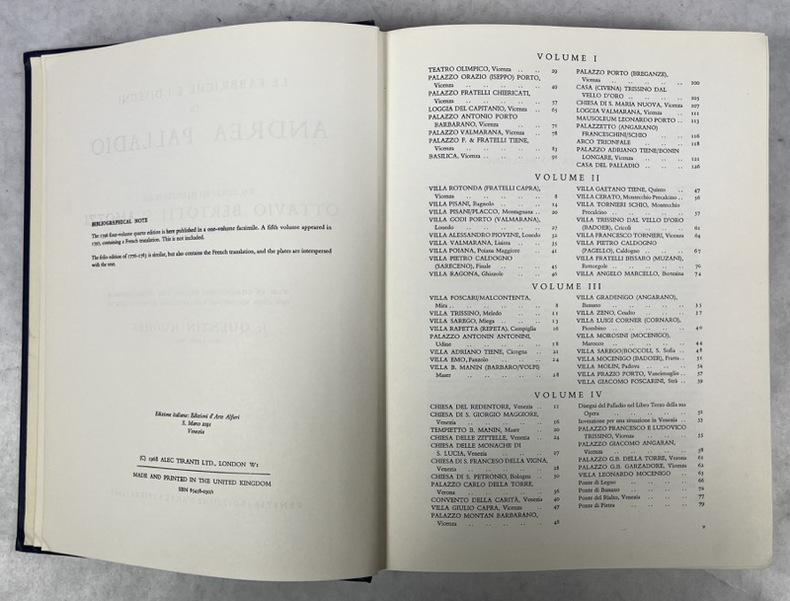 BIBLIOGRAPHICAL NOTE
The 1796 four-volume quarto edition is here published in a one-volume facsimile. A fifth volume appeared in
1797, containing a French translation. This is not included.
The folio edition of 1776-1783 is similar, but also contains the French translation, and the plates are interspersed
with the text.
Edizione italiana: Edizioni d'Arte Alfieri
S. Marco
Venezia
(C) 1968 ALEC TIRANTI LTD., LONDON W1
MADE AND PRINTED IN THE UNITED KINGDOM
VOLUME I
TEATRO OLIMPICO, Vicenza .. .. 29
PALAZZO ORAZIO (ISEPPO) PORTO,
Vicenza .. .. .. .. 40
PALAZZO FRATELLI CHIERICATI,
Vicenza .. .. .. .. 57
LOGGIA DEL CAPITANIO, Vicenza .. 65
PALAZZO ANTONIO PORTO
BARBARANO, Vicenza .. .. 71
PALAZZO VALMARANA, Vicenza .. 78
PALAZZO F. & FRATELLI TIENE,
Vicenza .. .. .. .. 83
BASILICA, Vicenza .. .. .. .. 91
PALAZZO PORTO (BREGANZE),
Vicenza .. .. .. .. 100
CASA (CIVENA) TRISSINO DAL
VELLO D'ORO .. .. .. .. 105
CHIESA DI S. MARIA NUOVA, Vicenza 107
LOGGIA VALMARANA, Vicenza .. 111
MAUSOLEUM LEONARDO PORTO .. 113
PALAZZETTO (ANGARANO)
FRANCESCHINI/SCHIO .. .. 116
ARCO TRIONFALE .. .. .. 118
PALAZZO ADRIANO TIENE/BONIN
LONGARE, Vicenza .. .. .. 121
CASA DEL PALLADIO .. .. .. 126
VOLUME II
VILLA ROTONDA (FRATELLI CAPRA),
Vicenza .. .. .. .. 8
VILLA PISANI, Bagnolo .. .. .. 14
VILLA PISANI/PLACCO, Montagnana .. 20
VILLA GODI PORTO (VALMARANA),
Lonedo .. .. .. .. 27
VILLA ALESSANDRO PIOVENE, Lonedo 32
VILLA VALMARANA, Lisiera .. .. 35
VILLA POIANA, Poiana Maggiore .. 41
VILLA PIETRO CALDOGNO
(SARECENO), Finale .. .. .. 45
VILLA RAGONA, Ghizzole .. .. 46
VILLA GAETANO TIENE, Quinto .. 47
VILLA CERATO, Montecchio Precalcino .. 56
VILLA TORNIERI SCHIO, Montecchio
Precalcino .. .. .. .. 57
VILLA TRISSINO DAL VELLO D'ORO
(BADOER), Cricoli .. .. .. 61
VILLA FRANCESCO TORNIERI, Vicenza 64
VILLA PIETRO CALDOGNO
(PAGELLO), Caldogno .. .. 67
VILLA FRATELLI BISSARO (MUZANI),
.. .. .. .. 70
VILLA ANGELO MARCELLO, Bertesina 74
VOLUME III
VILLA FOSCARI/MALCONTENTA,
Mira .. .. .. .. .. 8
VILLA TRISSINO, Meledo .. .. 11
VILLA SAREGO, Miega .. .. .. 13
VILLA RAPETTA (REPETA), Campiglia 16
PALAZZO ANTONIN ANTONINI,
Udine .. .. .. .. 18
VILLA ADRIANO TIENE, Cicogna .. 21
VILLA EMO, Fanzolo .. .. .. 24
VILLA B. MANIN (BARBARO/VOLPI)
Maser .. .. .. .. 28
VILLA GRADENIGO (ANGARANO),
Bassano .. .. .. .. 35
VILLA ZENO, Cesalto .. .. .. 37
VILLA LUIGI CORNER (CORNARO),
Piombino .. .. .. .. 40
VILLA MOROSINI (MOCENIGO),
Marocco .. .. .. .. 44
VILLA SAREGO/BOCCOLI, S. Sofia .. 48
VILLA MOCENIGO (BADOER), Fratta .. 51
VILLA MOLIN, Padova .. .. .. 54
VILLA PRAZIO PORTO, Vancimuglio .. 57
VILLA GIACOMO FOSCARINI, Strà .. 59
VOLUME IV
CHIESA DEL REDENTORE, Venezia .. 11
CHIESA DI S. GIORGIO MAGGIORE,
Venezia .. .. .. .. 16
TEMPIETTO B. MANIN, Maser .. 20
CHIESA DELLE ZITTELLE, Venezia .. 24
CHIESA DELLE MONACHE DI
S. LUCIA, Venezia .. .. .. 27
CHIESA DI S. FRANCESO DELLA VIGNA,
Venezia .. .. .. .. 28
CHIESA DI S. PETRONIO, Bologna .. 30
PALAZZO CARLO DELLA TORRE,
Verona .. .. .. .. 36
CONVENTO DELLA CARITÀ, Venezia .. 40
VILLA GIULIO CAPRA, Vicenza .. 47
PALAZZO MONTAN BARBARANO,
Vicenza .. .. .. .. 48
Disegni del Palladio nel Libro Terzo della sua
Opera .. .. .. .. 51
Invenzione per una situazione in Venezia .. 53
PALAZZO FRANCESCO E LUDOVICO
TRISSINO, Vicenza .. .. .. 55
PALAZZO GIACOMO ANGARAN,
Vicenza .. .. .. .. 58
PALAZZO G.B. DELLA TORRE, Verona 61
PALAZZO G.B. GARZADORE, Vicenza 62
VILLA LEONARDO MOCENIGO .. 63
Ponte di Legno .. .. .. .. 66
Ponte di Bassano .. .. .. .. 72
Ponte del Rialto, Venezia .. .. .. 77
Ponte di Pietra .. .. .. .. 79
v